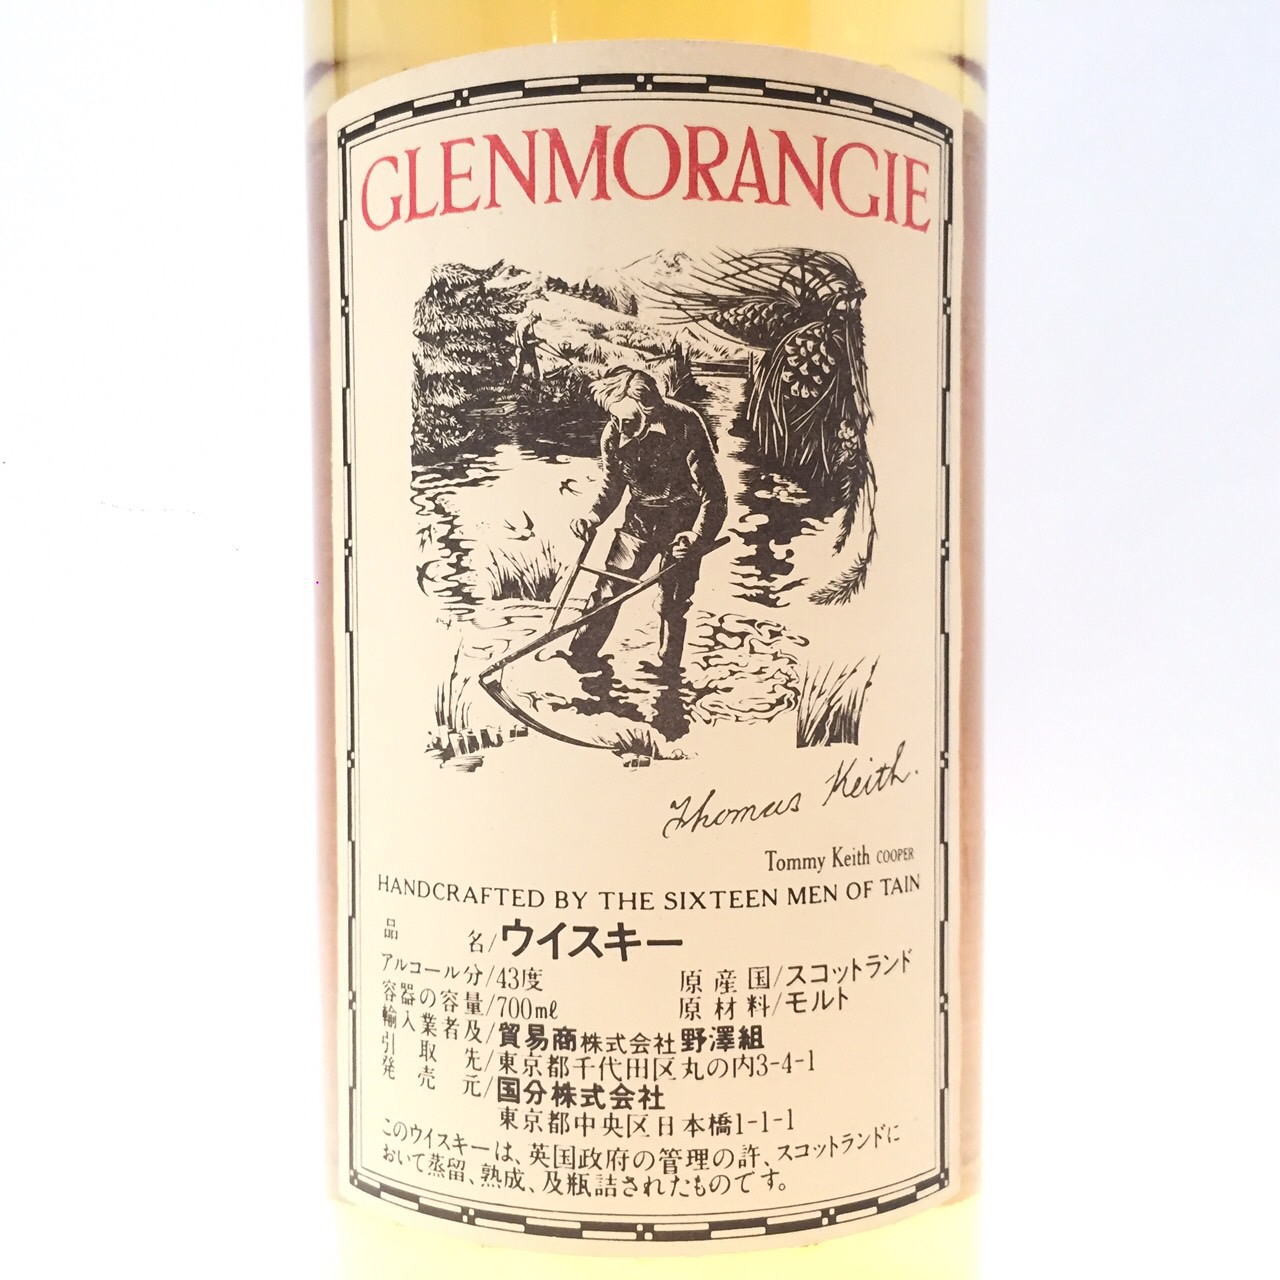 GLENMORANGIE
Thomas Keith.
Tommy Keith COOPER
HANDCRAFTED BY THE SIXTEEN MEN OF TAIN
品名/ウイスキー
アルコール分/43度 原産国/スコットランド
容器の容量/700mℓ 原材料/モルト
輸入業者及/貿易商株式会社野澤組
引取先/東京都千代田区丸の内3-4-1
発売元/国分株式会社
東京都中央区日本橋1-1-1
このウイスキーは、英国政府の管理の許、スコットランドに
おいて蒸留、熟成、及瓶詰されたものです。